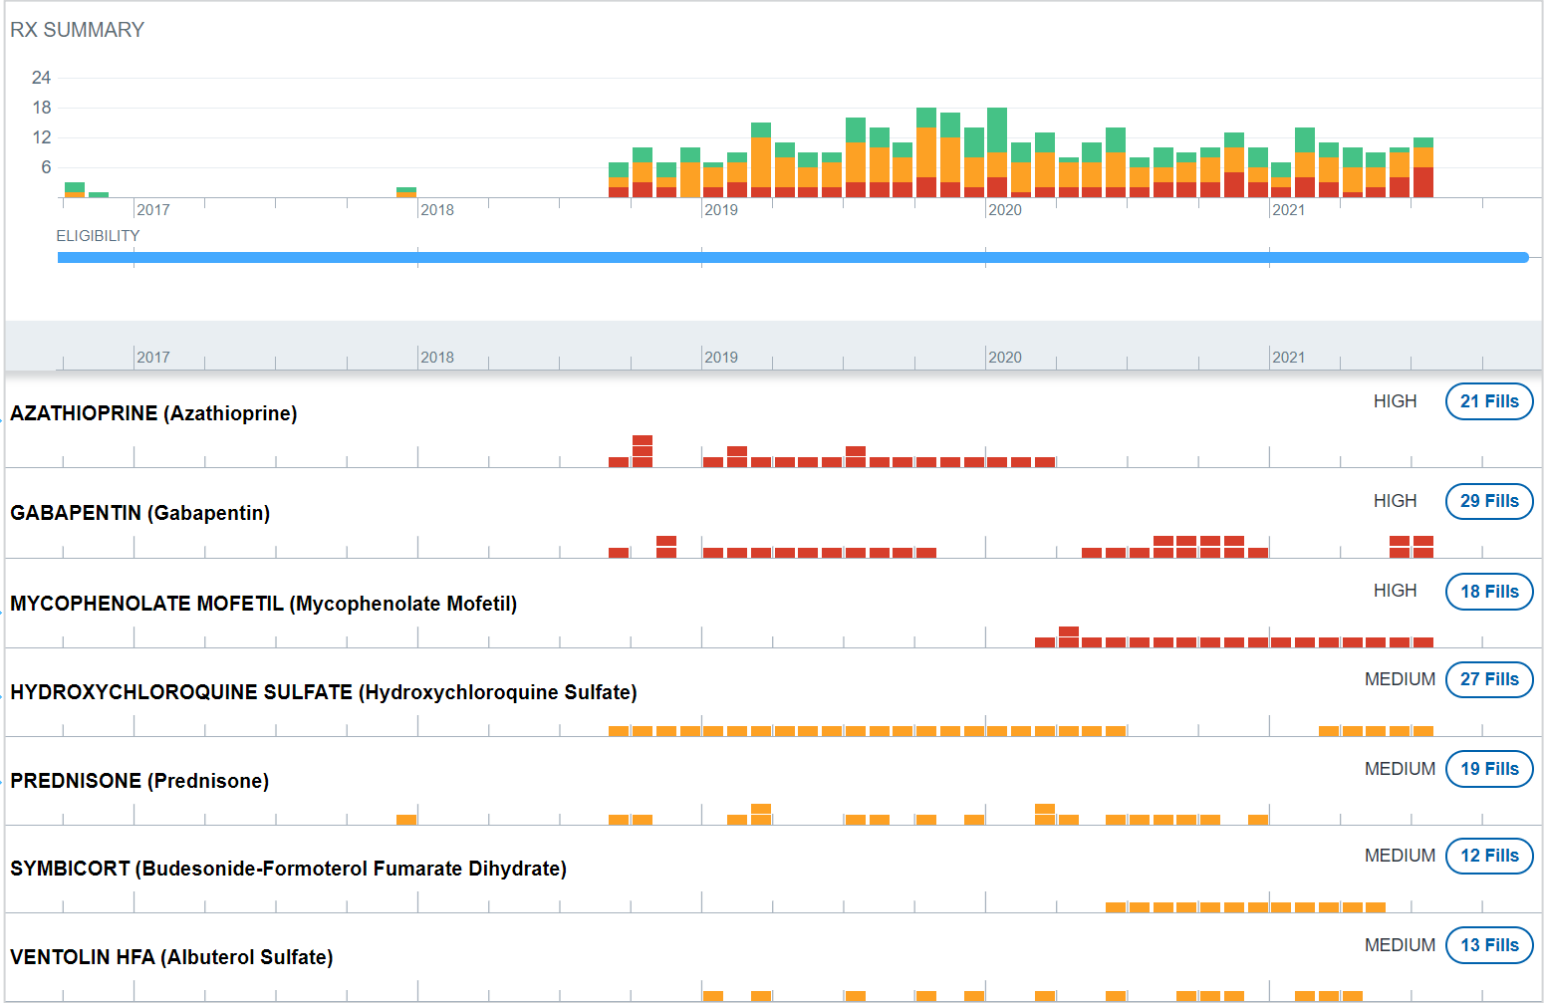 RX SUMMARY
24
18
12
6
2017 2018 2019 2020 2021
ELIGIBILITY
2017 2018 2019 2020 2021
AZATHIOPRINE (Azathioprine) HIGH 21 Fills
GABAPENTIN (Gabapentin) HIGH 29 Fills
MYCOPHENOLATE MOFETIL (Mycophenolate Mofetil) HIGH 18 Fills
HYDROXYCHLOROQUINE SULFATE (Hydroxychloroquine Sulfate) MEDIUM 27 Fills
PREDNISONE (Prednisone) MEDIUM 19 Fills
SYMBICORT (Budesonide-Formoterol Fumarate Dihydrate) MEDIUM 12 Fills
VENTOLIN HFA (Albuterol Sulfate) MEDIUM 13 Fills